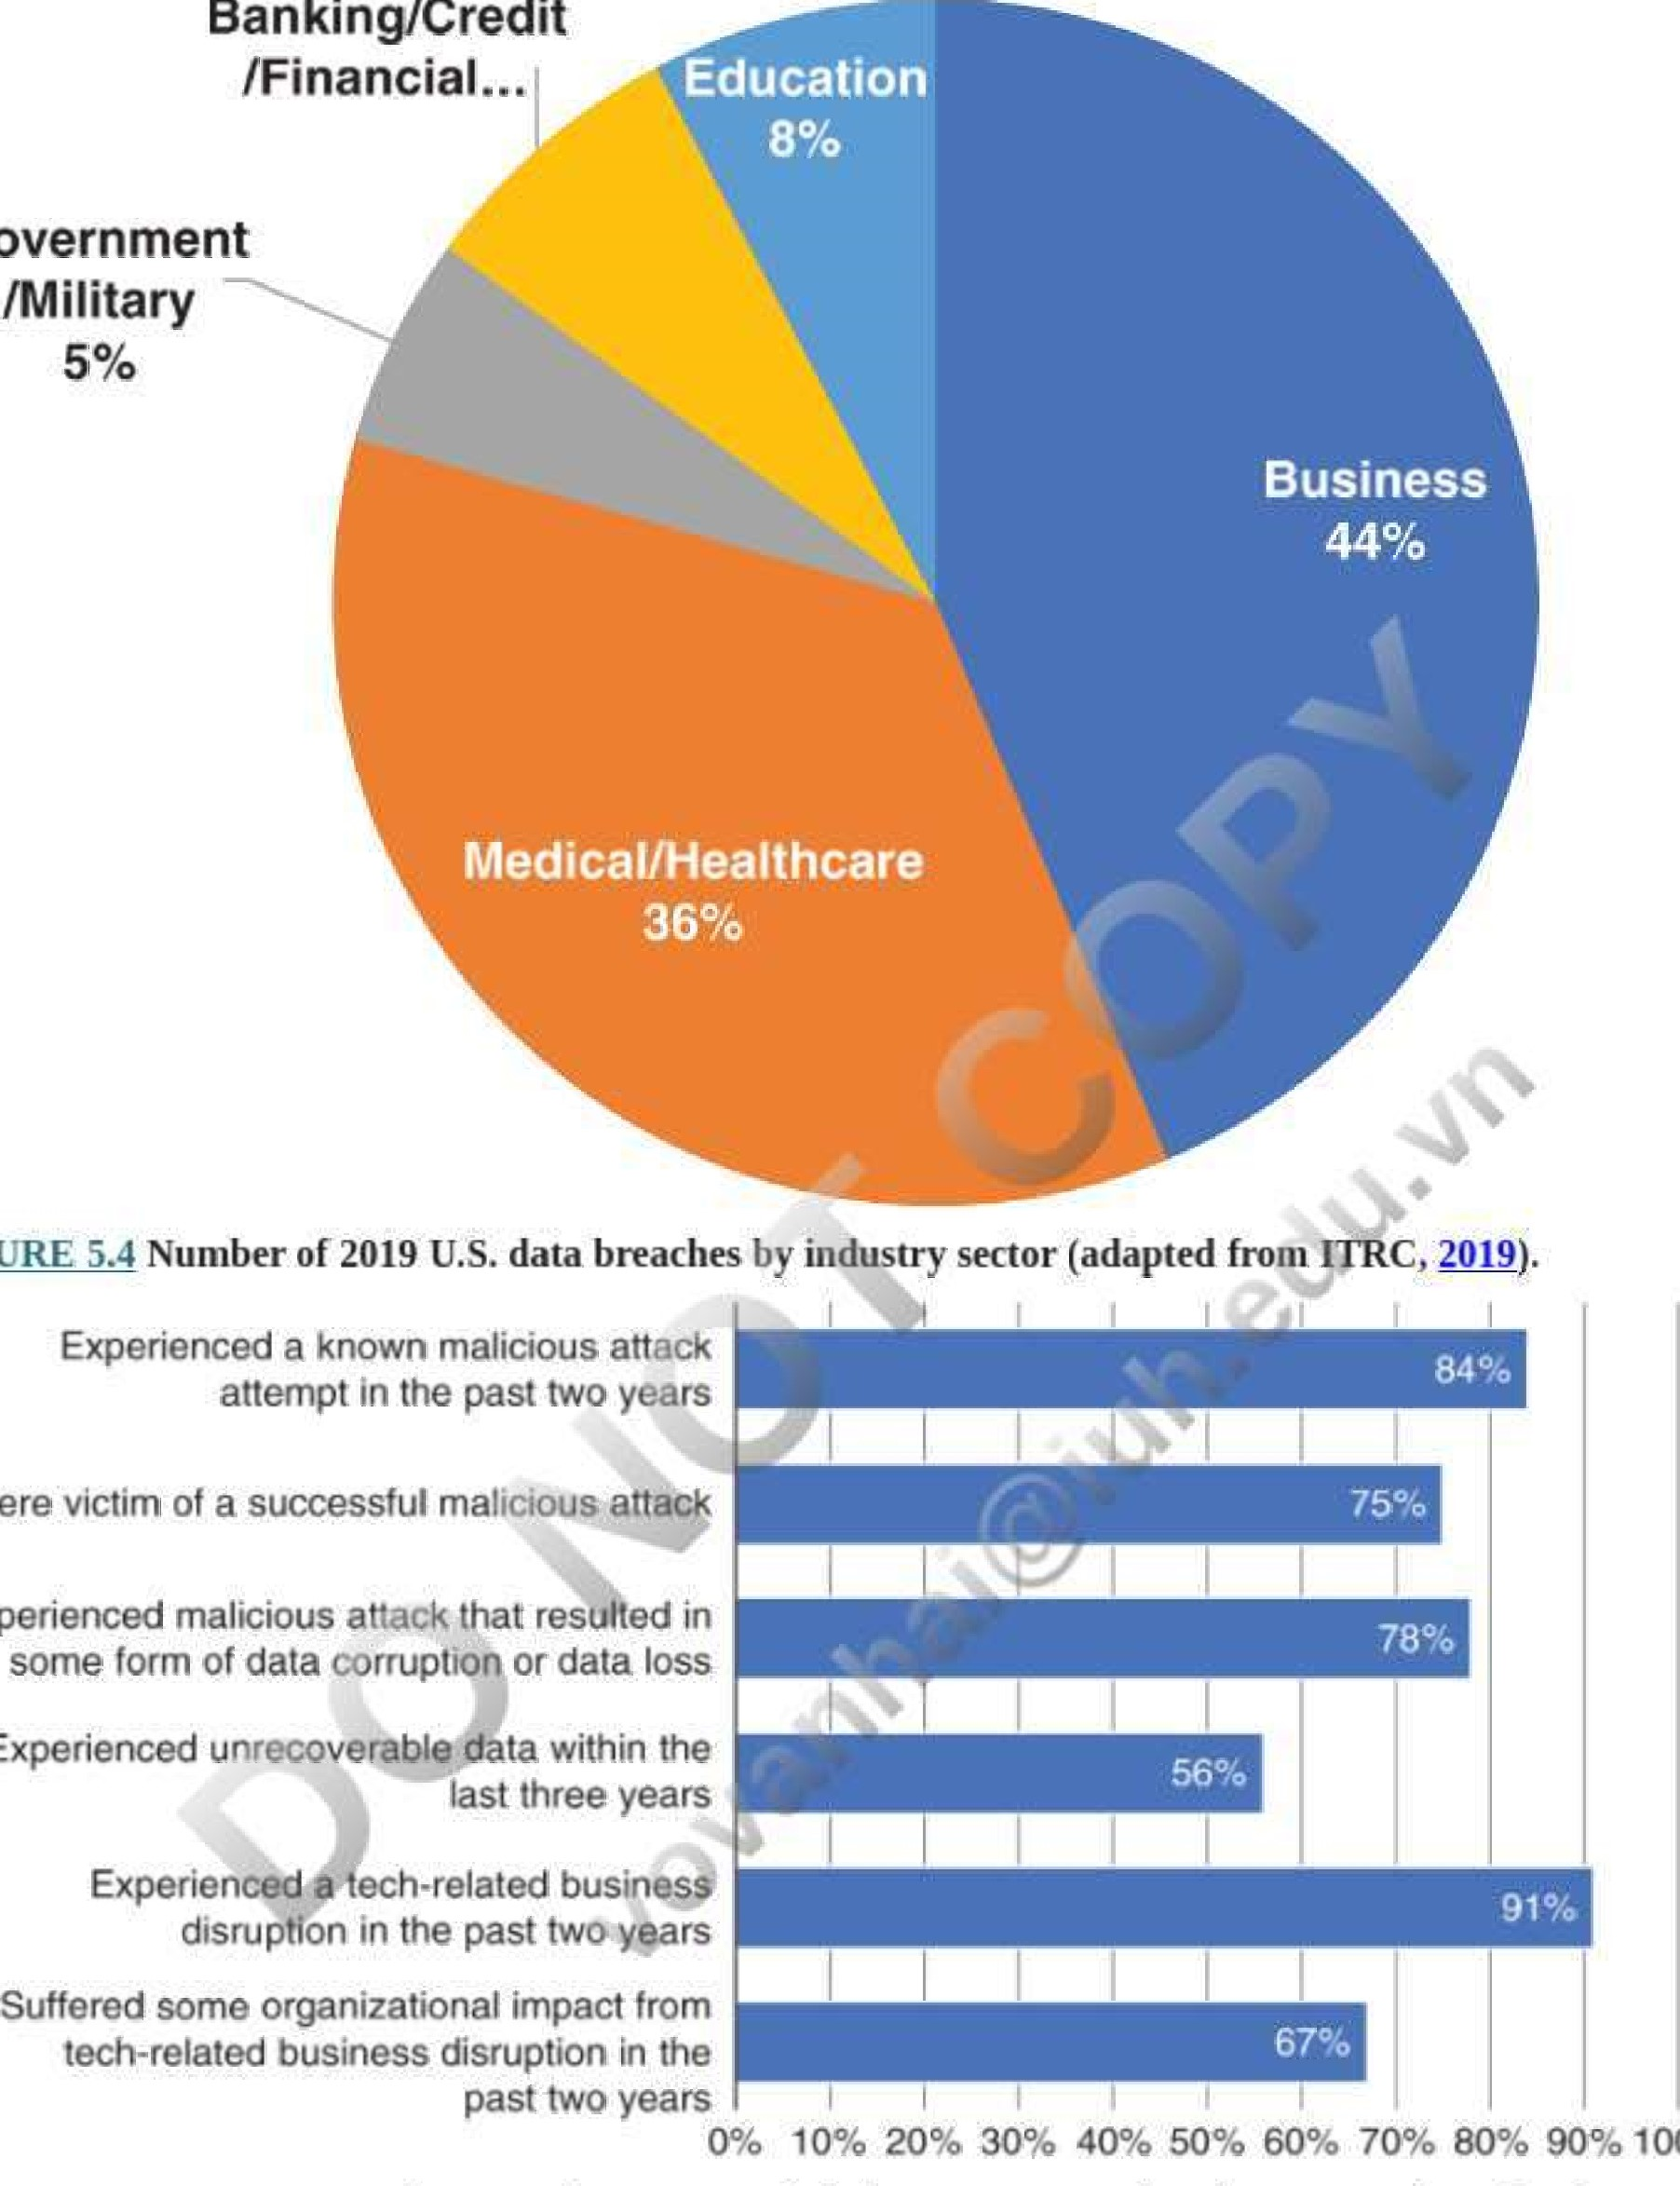 Banking/Credit
/Financial...
Education
8%
overnment
/Military
5%
Business
44%
Medical/Healthcare
36%
URE 5.4 Number of 2019 U.S. data breaches by industry sector (adapted from ITRC, 2019).
Experienced a known malicious attack
attempt in the past two years
84%
ere victim of a successful malicious attack
75%
perienced malicious attack that resulted in
some form of data corruption or data loss
78%
Experienced unrecoverable data within the
last three years
56%
Experienced a tech-related business
disruption in the past two years
91%
Suffered some organizational impact from
tech-related business disruption in the
past two years
67%
0% 10% 20% 30% 40% 50% 60% 70% 80% 90% 100
DO NOT COPY
vovanhai@iuh.edu.vn